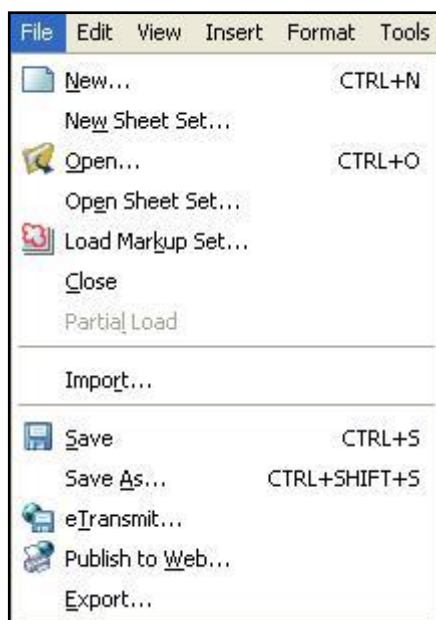 File Edit View Insert Format Tools
New... CTRL+N
New Sheet Set...
Open... CTRL+O
Open Sheet Set...
Load Markup Set...
Close
Partial Load
Import...
Save CTRL+S
Save As... CTRL+SHIFT+S
eTransmit...
Publish to Web...
Export...